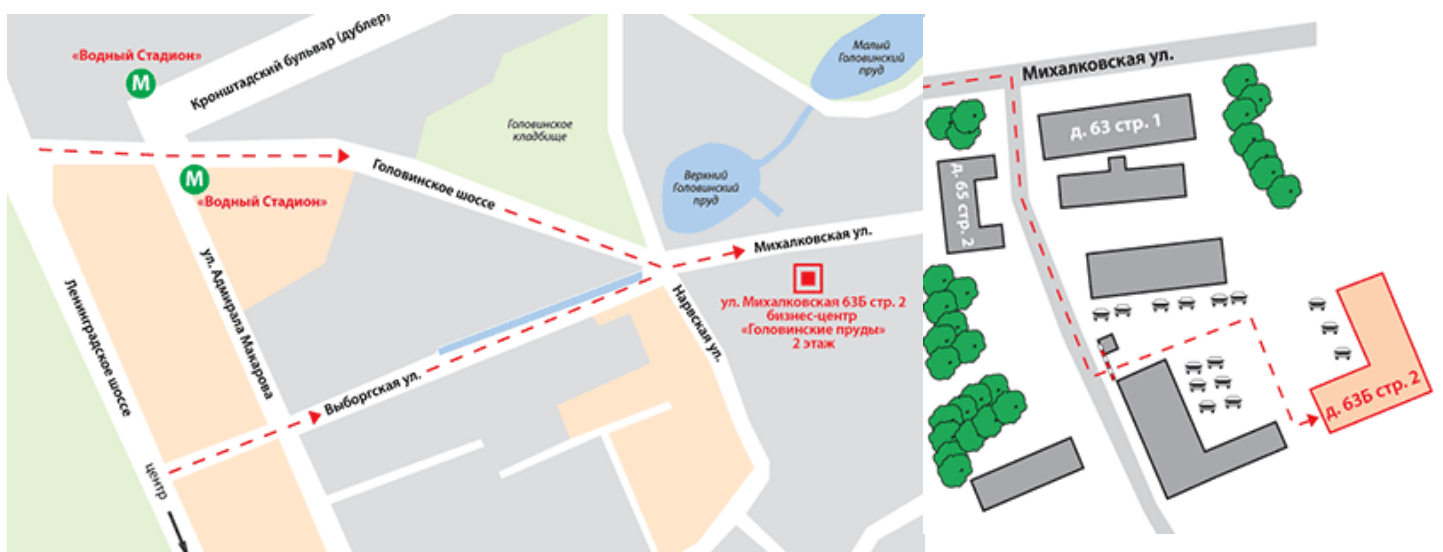 «Водный Стадион»
М
Кронштадский бульвар (дублер)
Малый
Головинский
пруд
Головинское
кладбище
Головинское шоссе
М
«Водный Стадион»
Верхний
Головинский
пруд
Михалковская ул.
ул. Михалковская 63Б стр. 2
бизнес-центр
«Головинские пруды»
2 этаж
ул. Адмирала Макарова
Ленинградское шоссе
Нарвская ул.
Выборгская ул.
центр
Михалковская ул.
д. 63 стр. 1
д. 65 стр. 2
д. 63Б стр. 2